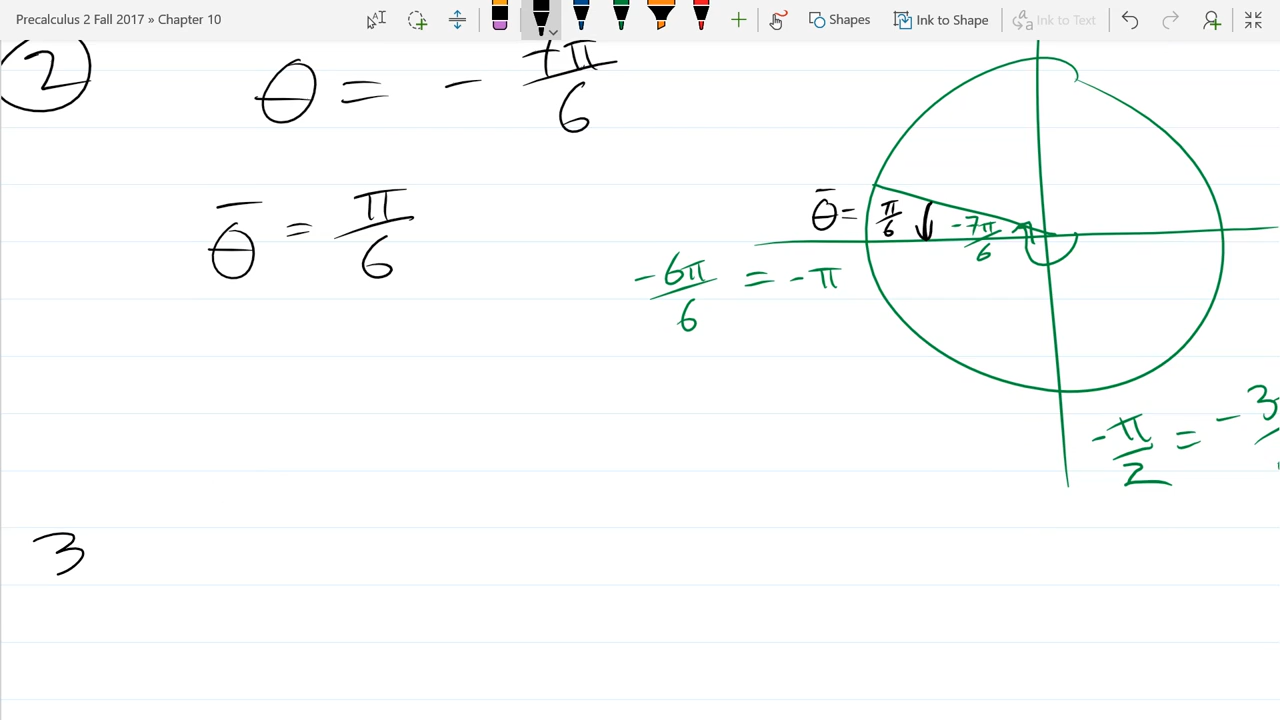 Precalculus 2 Fall 2017 » Chapter 10
Shapes
Ink to Shape
Ink to Text
2
θ = - 7π/6
θ̄ = π/6
θ̄ = π/6
-7π/6
-6π/6 = -π
-π/2 = -3
3